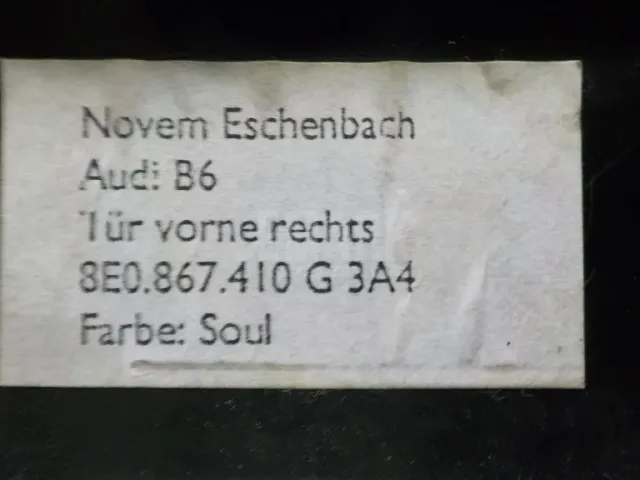 Novem Eschenbach
Audi B6
Tür vorne rechts
8E0.867.410 G 3A4
Farbe: Soul